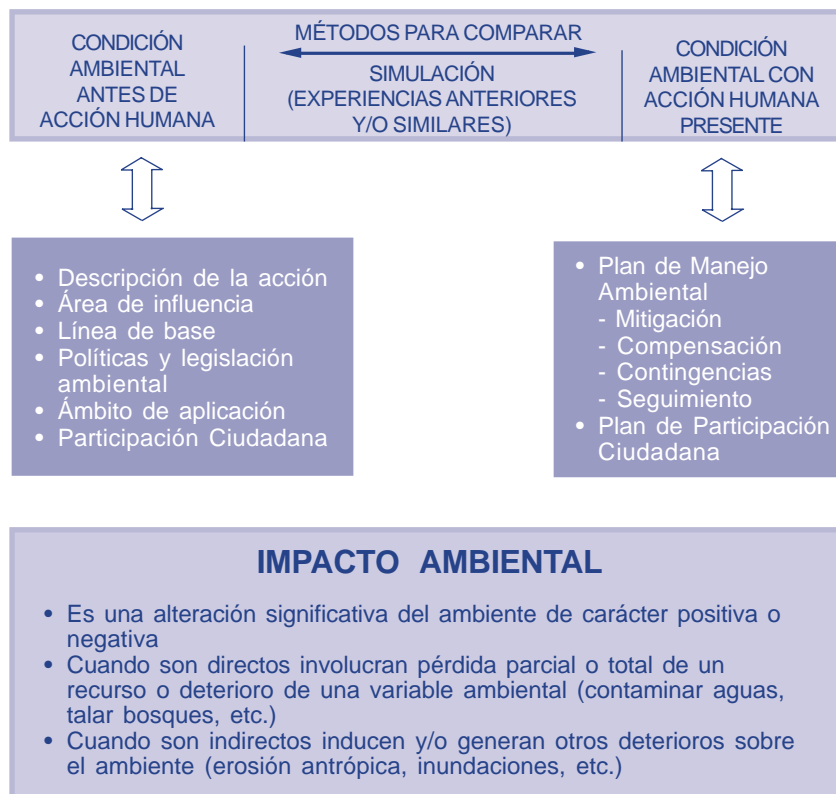 CONDICIÓN
AMBIENTAL
ANTES DE
ACCIÓN HUMANA
MÉTODOS PARA COMPARAR
SIMULACIÓN
(EXPERIENCIAS ANTERIORES
Y/O SIMILARES)
CONDICIÓN
AMBIENTAL CON
ACCIÓN HUMANA
PRESENTE
• Descripción de la acción
• Área de influencia
• Línea de base
• Políticas y legislación
ambiental
• Ámbito de aplicación
• Participación Ciudadana
• Plan de Manejo
Ambiental
- Mitigación
- Compensación
- Contingencias
- Seguimiento
• Plan de Participación
Ciudadana
IMPACTO AMBIENTAL
• Es una alteración significativa del ambiente de carácter positiva o
negativa
• Cuando son directos involucran pérdida parcial o total de un
recurso o deterioro de una variable ambiental (contaminar aguas,
talar bosques, etc.)
• Cuando son indirectos inducen y/o generan otros deterioros sobre
el ambiente (erosión antrópica, inundaciones, etc.)